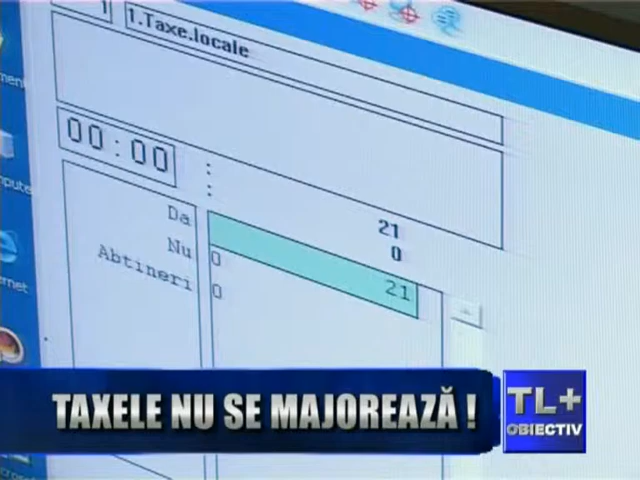 1
1.Taxe.locale
00:00
:
:
21
0
Da
Nu
0
Abtineri
0
21
TAXELE NU SE MAJOREAZĂ !
TL+
OBIECTIV